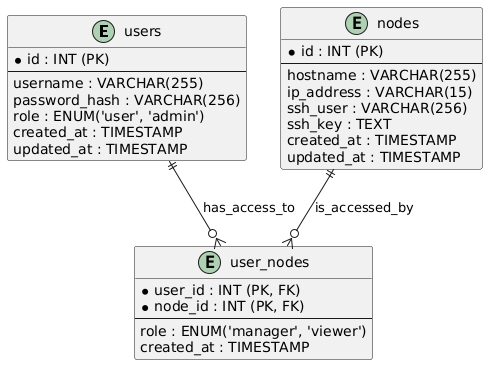 E users
* id : INT (PK)
username : VARCHAR(255)
password_hash : VARCHAR(256)
role : ENUM('user', 'admin')
created_at : TIMESTAMP
updated_at : TIMESTAMP
E nodes
* id : INT (PK)
hostname : VARCHAR(255)
ip_address : VARCHAR(15)
ssh_user : VARCHAR(256)
ssh_key : TEXT
created_at : TIMESTAMP
updated_at : TIMESTAMP
has_access_to
is_accessed_by
E user_nodes
* user_id : INT (PK, FK)
* node_id : INT (PK, FK)
role : ENUM('manager', 'viewer')
created_at : TIMESTAMP